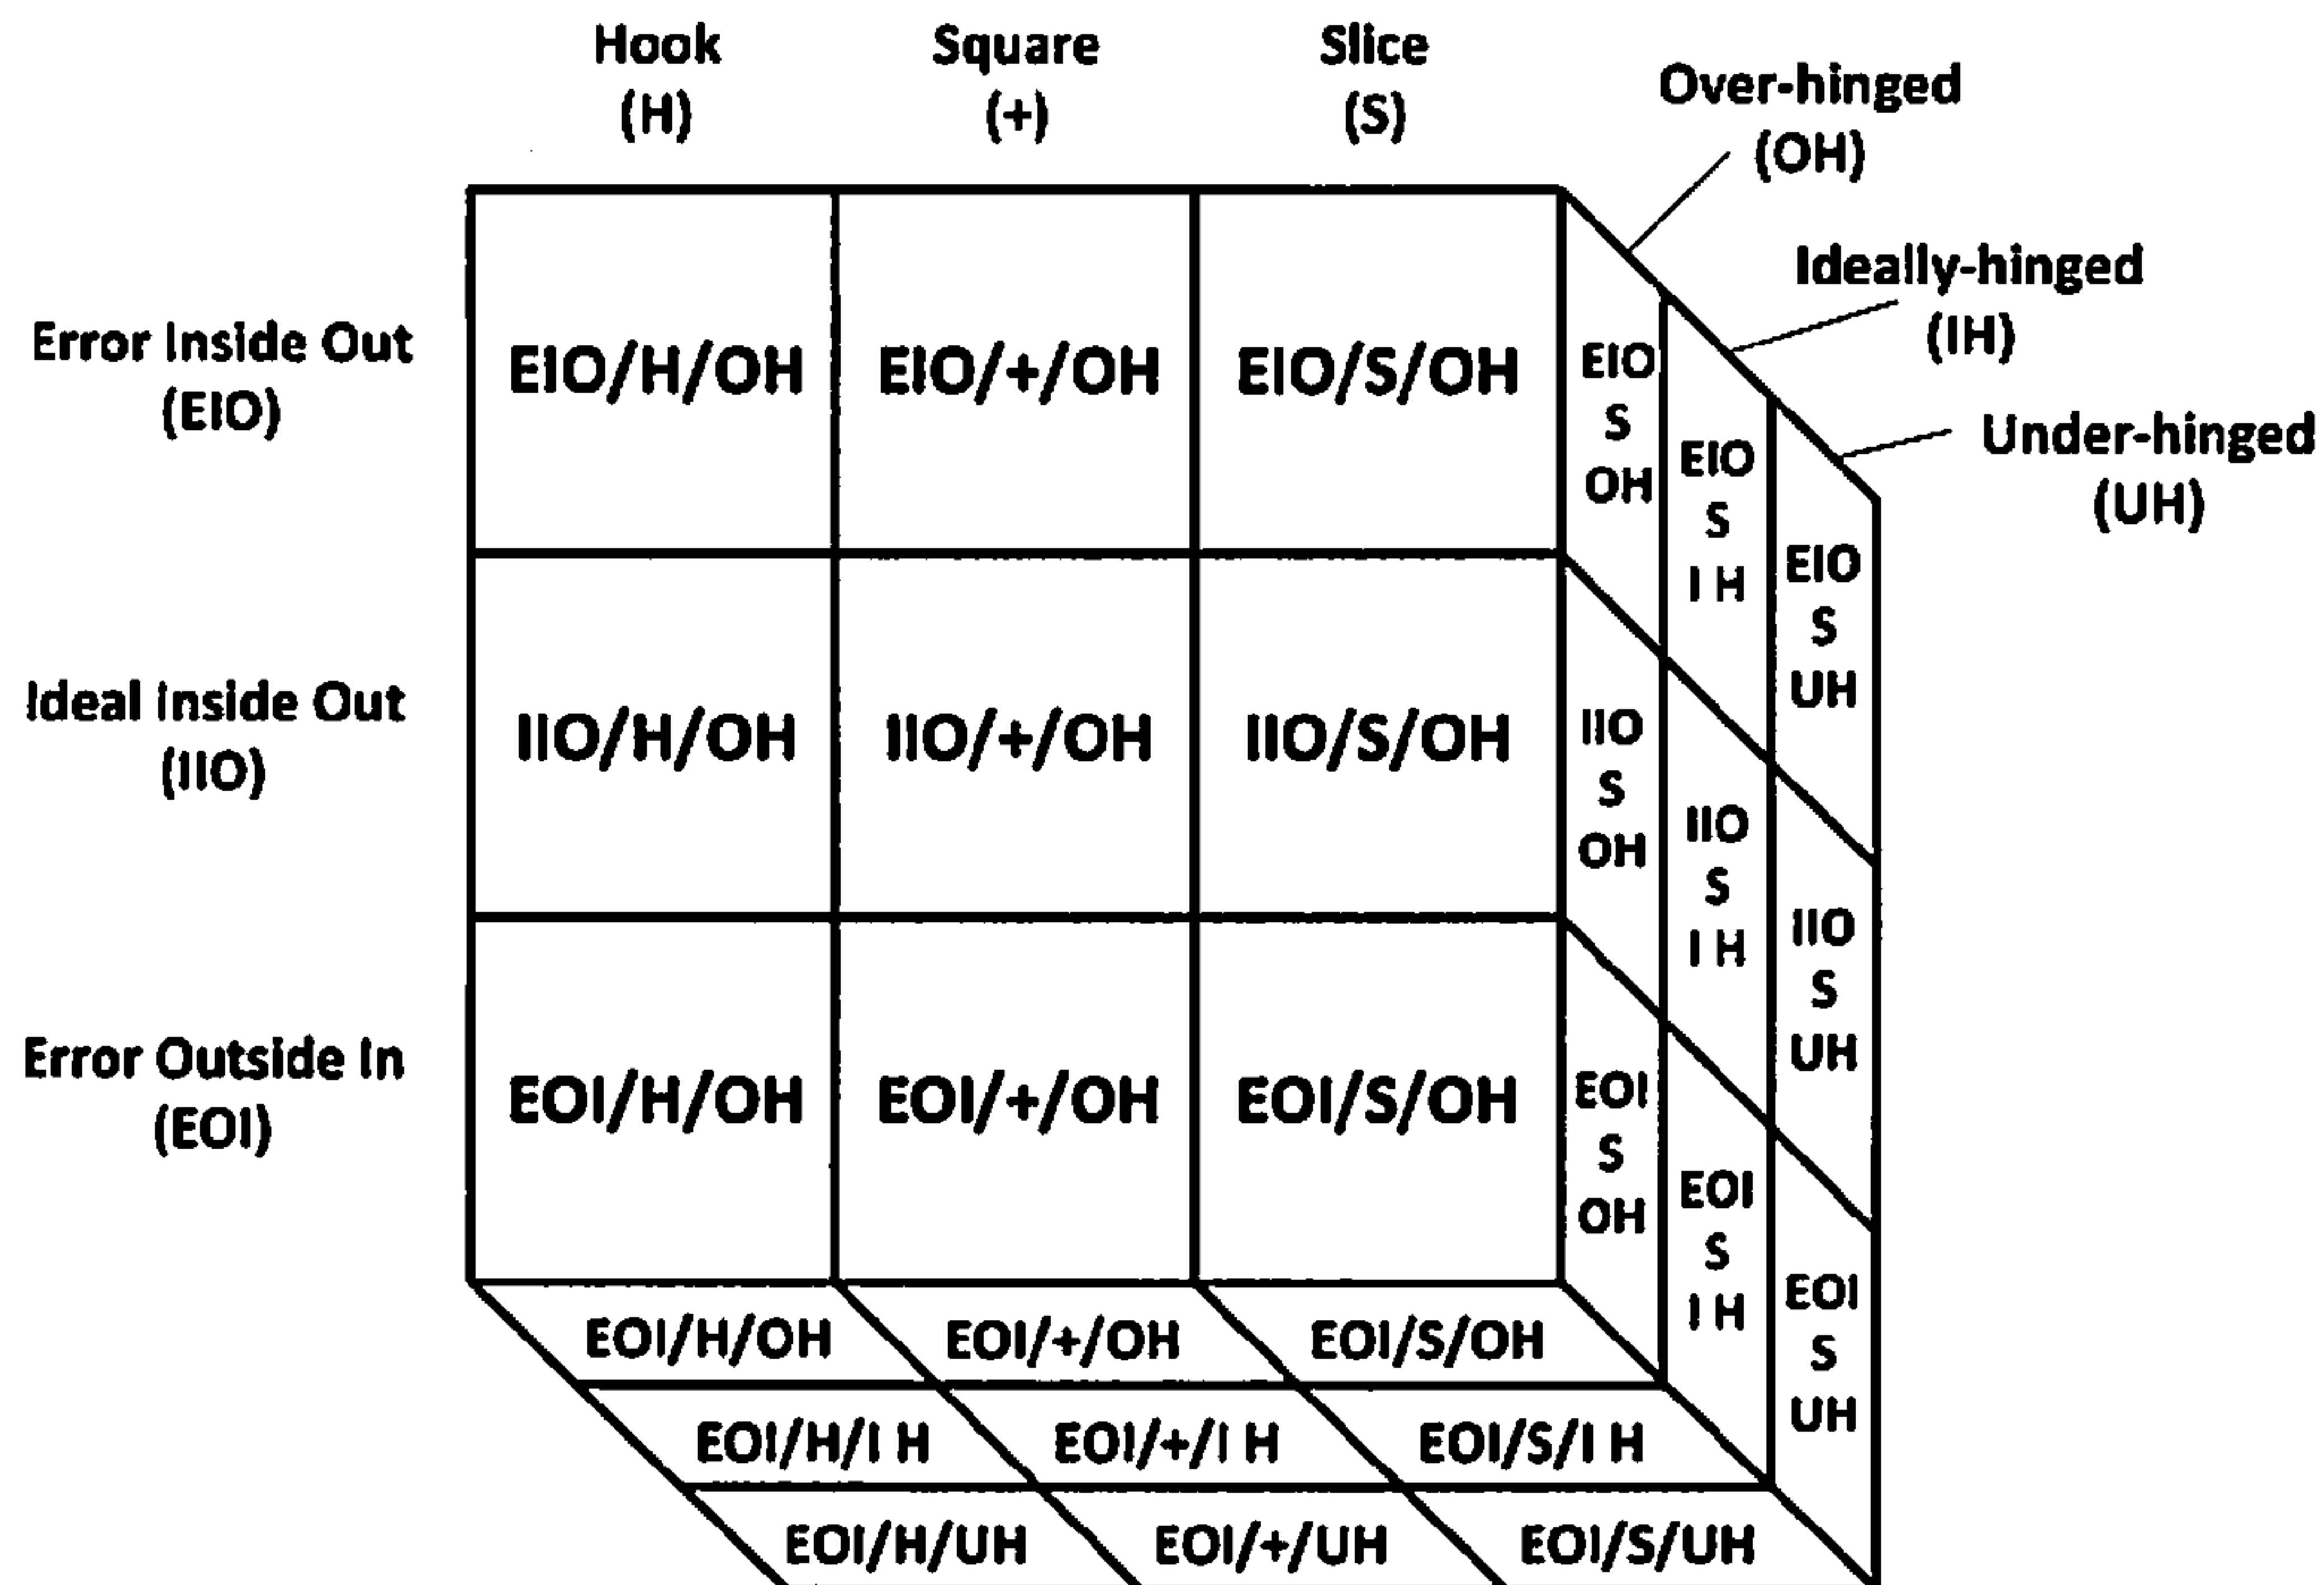 Hook
(H)
Square
(+)
Slice
(S)
Over-hinged
(OH)
Ideally-hinged
(IH)
Under-hinged
(UH)
Error Inside Out
(EIO)
EIO/H/OH
EIO/+/OH
EIO/S/OH
EIO
S
OH
EIO
S
I H
EIO
S
UH
Ideal Inside Out
(IIO)
IIO/H/OH
IIO/+/OH
IIO/S/OH
IIO
S
OH
IIO
S
I H
IIO
S
UH
Error Outside In
(EOI)
EOI/H/OH
EOI/+/OH
EOI/S/OH
EOI
S
OH
EOI
S
I H
EOI
S
UH
EOI/H/OH
EOI/+/OH
EOI/S/OH
EOI/H/I H
EOI/+/I H
EOI/S/I H
EOI/H/UH
EOI/+/UH
EOI/S/UH